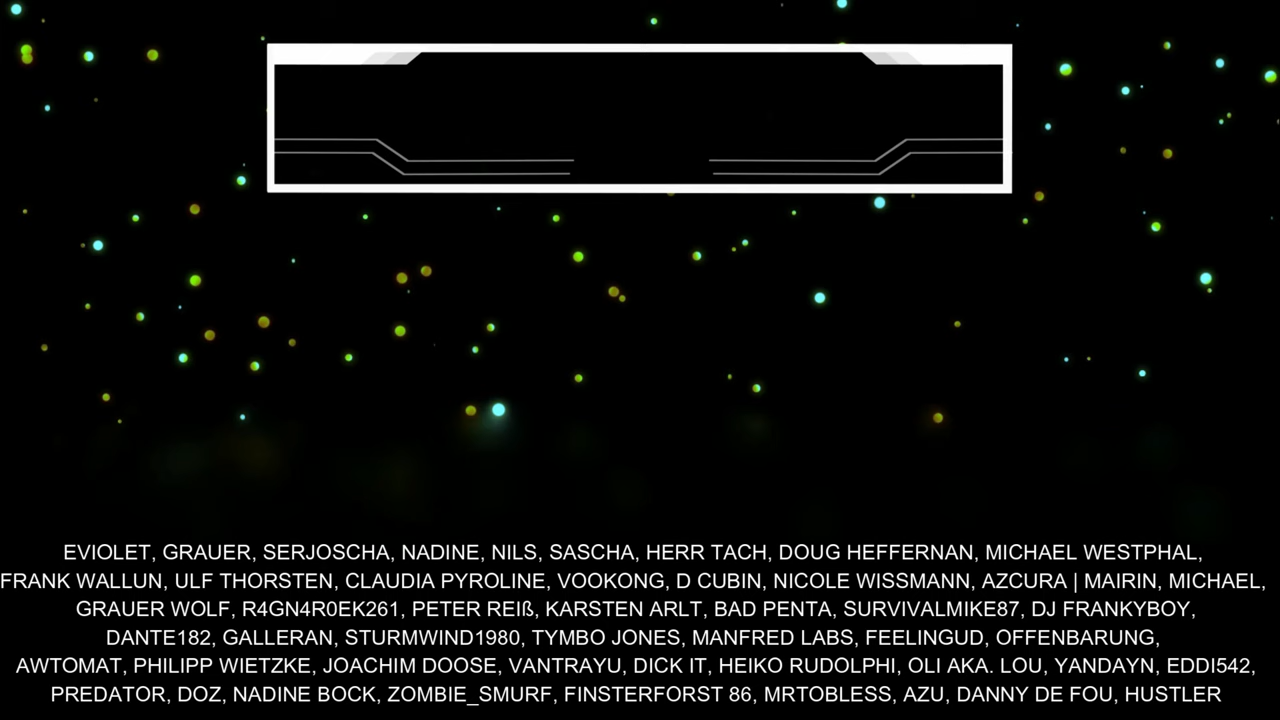 EVIOLET, GRAUER, SERJOSCHA, NADINE, NILS, SASCHA, HERR TACH, DOUG HEFFERNAN, MICHAEL WESTPHAL,
FRANK WALLUN, ULF THORSTEN, CLAUDIA PYROLINE, VOOKONG, D CUBIN, NICOLE WISSMANN, AZCURA | MAIRIN, MICHAEL,
GRAUER WOLF, R4GN4R0EK261, PETER REIß, KARSTEN ARLT, BAD PENTA, SURVIVALMIKE87, DJ FRANKYBOY,
DANTE182, GALLERAN, STURMWIND1980, TYMBO JONES, MANFRED LABS, FEELINGUD, OFFENBARUNG,
AWTOMAT, PHILIPP WIETZKE, JOACHIM DOOSE, VANTRAYU, DICK IT, HEIKO RUDOLPHI, OLI AKA. LOU, YANDAYN, EDDI542,
PREDATOR, DOZ, NADINE BOCK, ZOMBIE_SMURF, FINSTERFORST 86, MRTOBLESS, AZU, DANNY DE FOU, HUSTLER